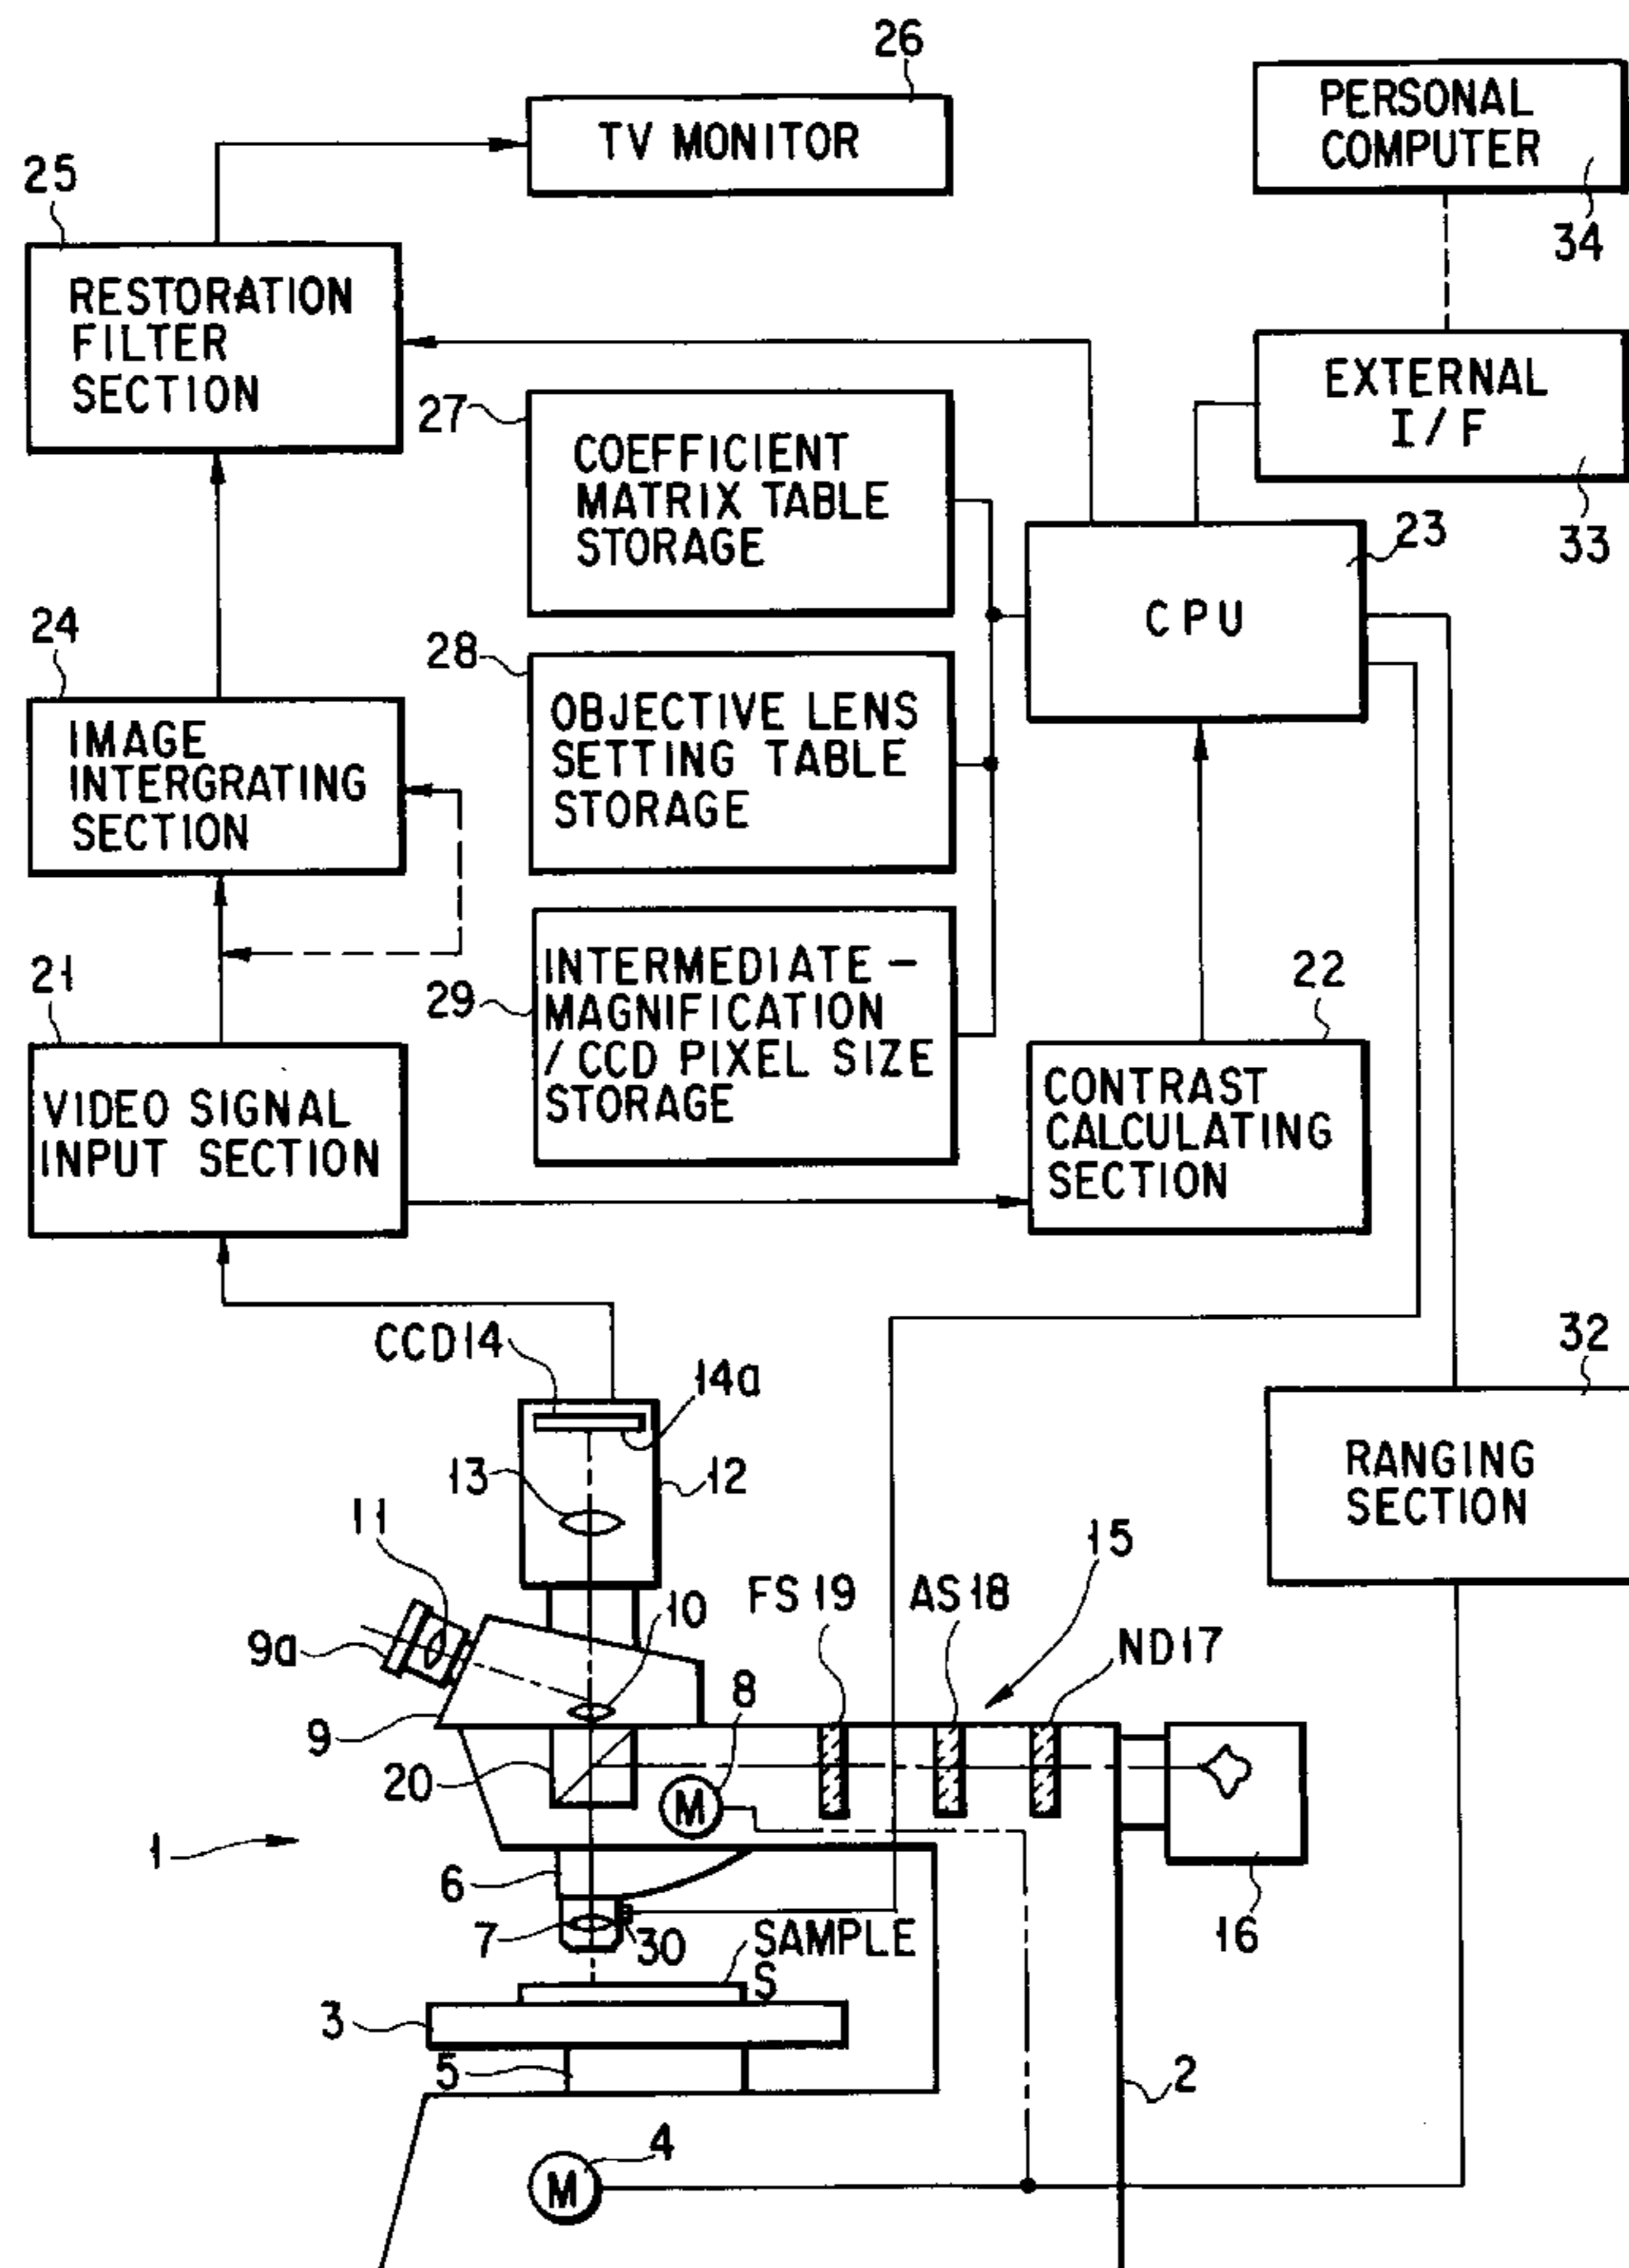 26
TV MONITOR
PERSONAL
COMPUTER
34
25
RESTORATION
FILTER
SECTION
27
COEFFICIENT
MATRIX TABLE
STORAGE
EXTERNAL
I/F
33
23
CPU
24
IMAGE
INTERGRATING
SECTION
28
OBJECTIVE LENS
SETTING TABLE
STORAGE
21
VIDEO SIGNAL
INPUT SECTION
29
INTERMEDIATE-
MAGNIFICATION
/CCD PIXEL SIZE
STORAGE
22
CONTRAST
CALCULATING
SECTION
CCD14
14a
32
RANGING
SECTION
13
12
11
15
FS19
AS18
10
9a
ND17
8
9
20
M
1
6
16
7
30
SAMPLE
S
3
5
2
4
M